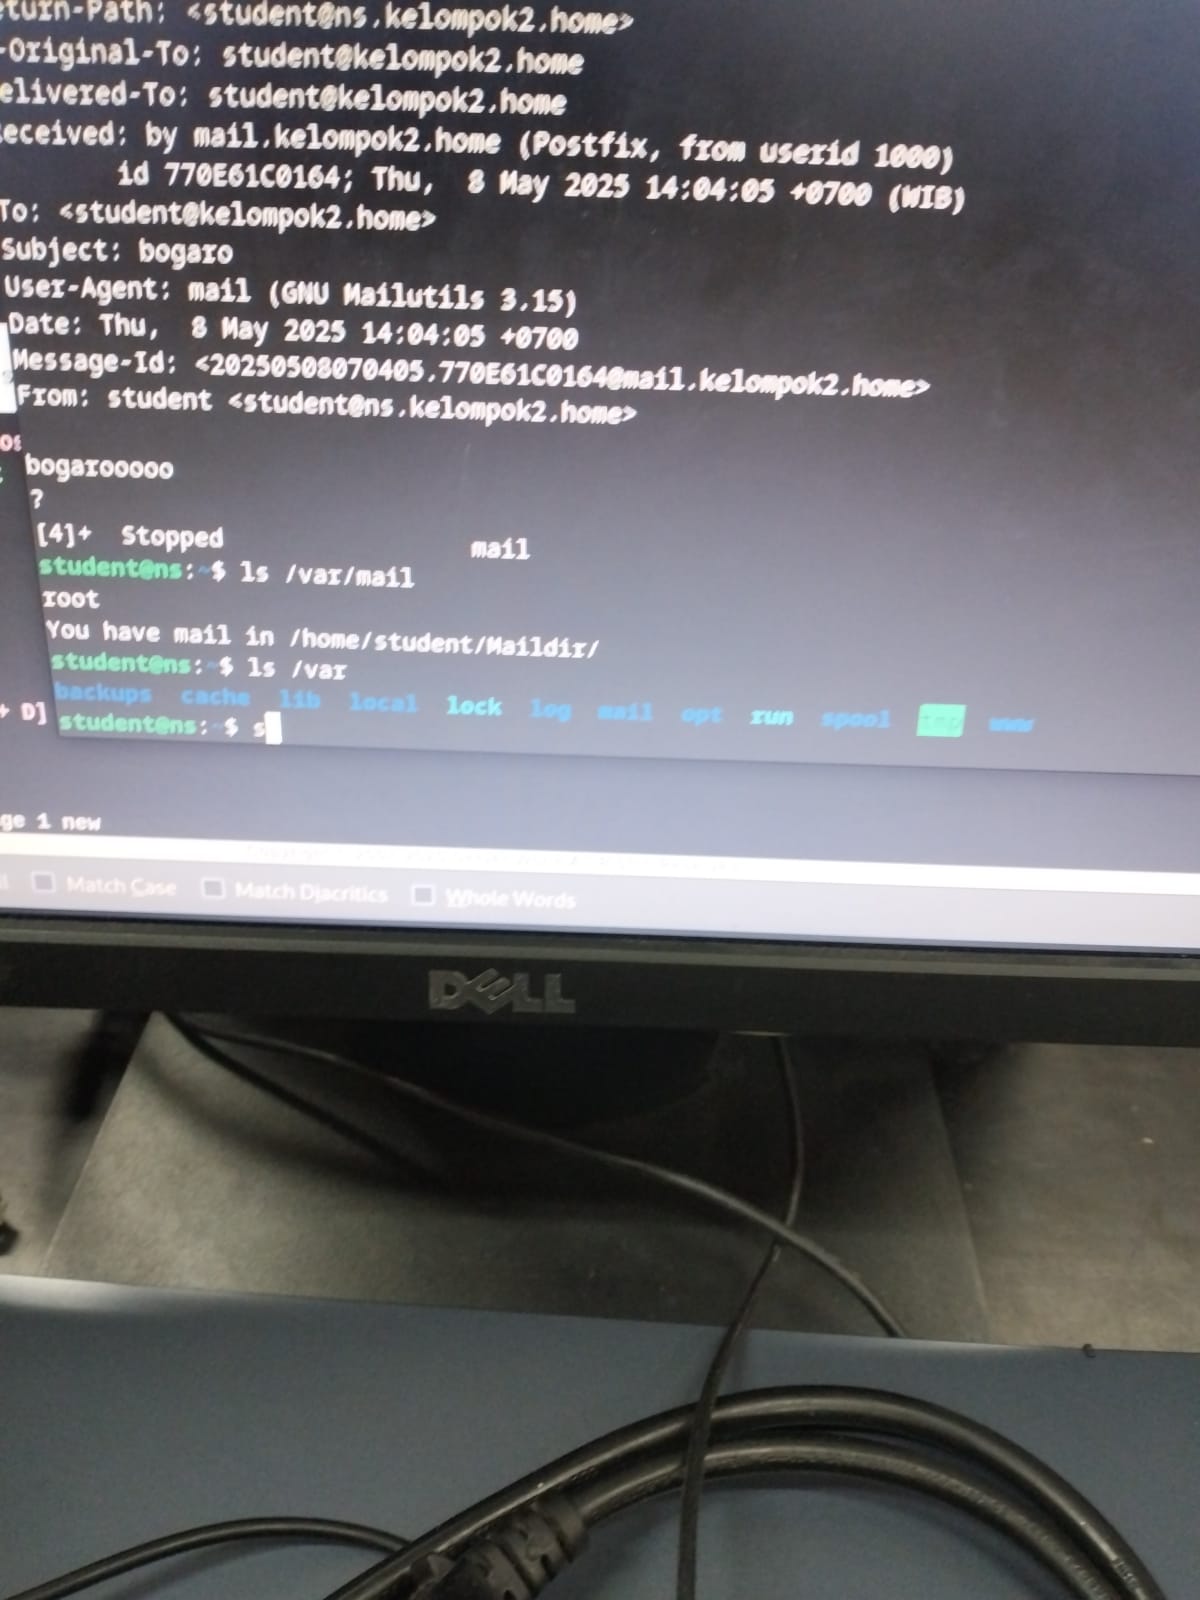 eturn-Path: <student@ns.kelompok2.home>
-Original-To: student@kelompok2.home
elivered-To: student@kelompok2.home
eceived: by mail.kelompok2.home (Postfix, from userid 1000)
id 770E61C0164; Thu,  8 May 2025 14:04:05 +0700 (WIB)
To: <student@kelompok2.home>
Subject: bogaro
User-Agent: mail (GNU Mailutils 3.15)
Date: Thu,  8 May 2025 14:04:05 +0700
Message-Id: <20250508070405.770E61C0164@mail.kelompok2.home>
From: student <student@ns.kelompok2.home>
bogarooooo
?
[4]+  Stopped                 mail
student@ns:~$ ls /var/mail
root
You have mail in /home/student/Maildir/
student@ns:~$ ls /var
backups  cache  lib  local  lock  log  mail  opt  run  spool  tmp  www
+ D]
student@ns:~$ s
ge 1 new
Match Case  Match Diacritics  Whole Words
DELL